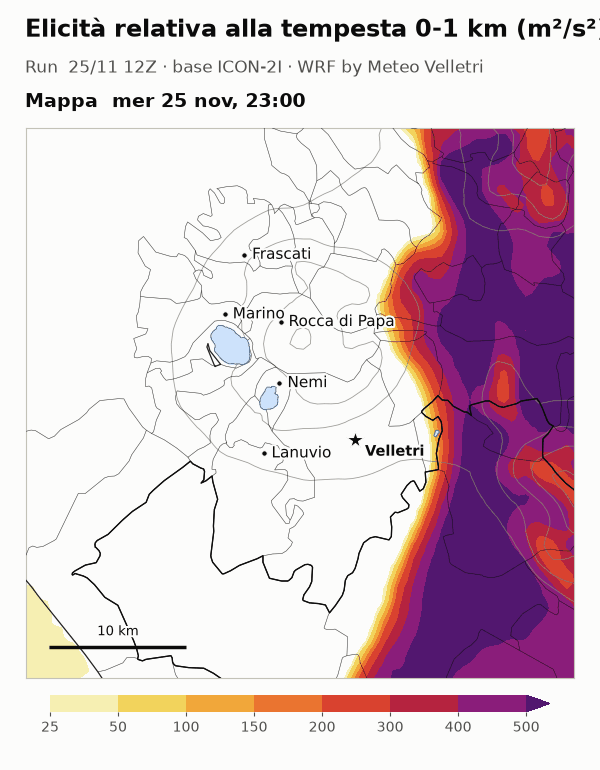 Elicità relativa alla tempesta 0-1 km (m²/s²)
Run  25/11 12Z · base ICON-2I · WRF by Meteo Velletri
Mappa  mer 25 nov, 23:00
Frascati
Marino
Rocca di Papa
Nemi
Velletri
Lanuvio
10 km
25 50 100 150 200 300 400 500